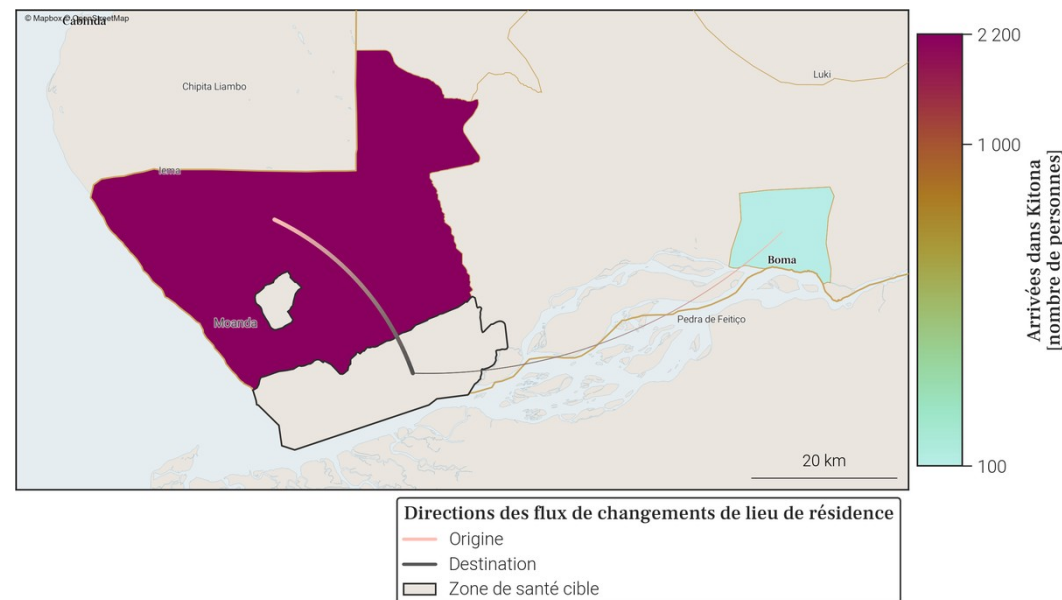 © Mapbox © OpenStreetMap
Cabinda
Chipita Liambo
Luki
Iema
Boma
Moanda
Pedra de Feitiço
20 km
2 200
1 000
100
Arrivées dans Kitona
[nombre de personnes]
Directions des flux de changements de lieu de résidence
Origine
Destination
Zone de santé cible